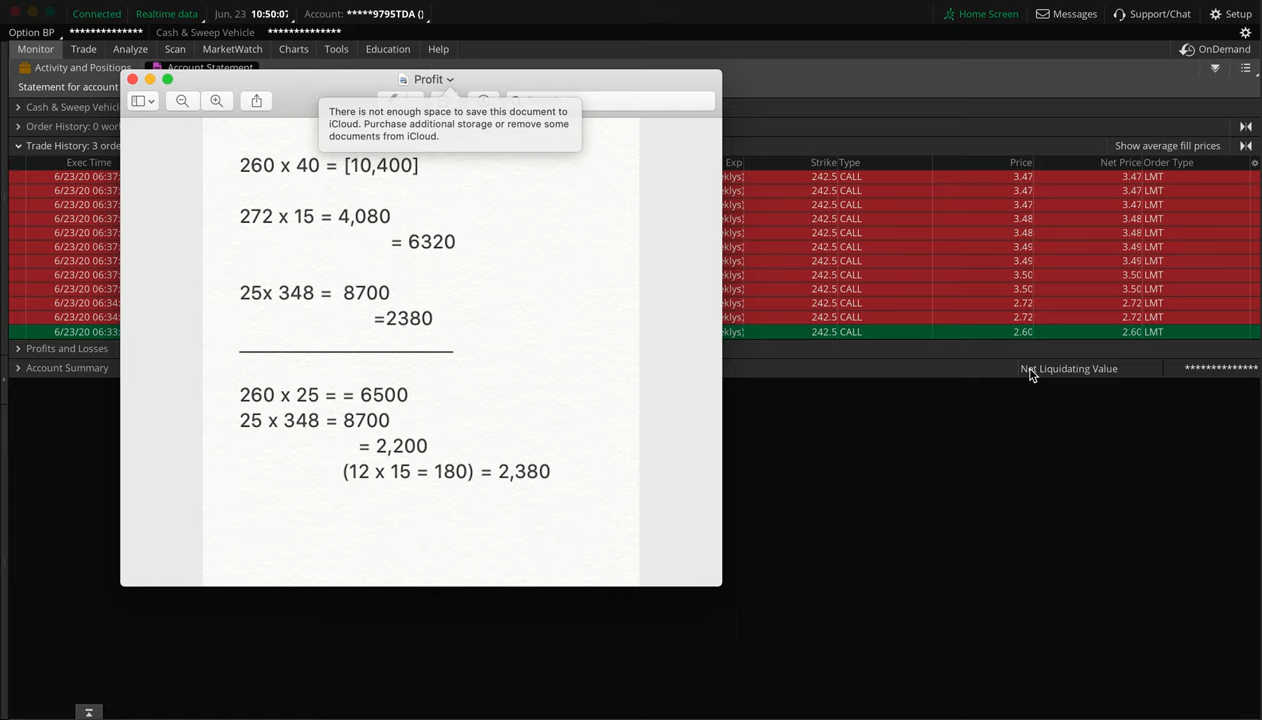 Connected
Realtime data
Jun, 23 10:50:07
Account: *****9795TDA ()
Home Screen
Messages
Support/Chat
Setup
Option BP
**************
Cash & Sweep Vehicle
**************
Monitor
Trade
Analyze
Scan
MarketWatch
Charts
Tools
Education
Help
OnDemand
Activity and Positions
Account Statement
Statement for account
Cash & Sweep Vehicl
Order History: 0 work
Trade History: 3 orde
Show average fill prices
Exec Time
Exp
Strike Type
Price
Net Price Order Type
6/23/20 06:37: eklys) 242.5 CALL 3.47 3.47 LMT
6/23/20 06:37: eklys) 242.5 CALL 3.47 3.47 LMT
6/23/20 06:37: eklys) 242.5 CALL 3.47 3.47 LMT
6/23/20 06:37: eklys) 242.5 CALL 3.48 3.48 LMT
6/23/20 06:37: eklys) 242.5 CALL 3.48 3.48 LMT
6/23/20 06:37: eklys) 242.5 CALL 3.49 3.49 LMT
6/23/20 06:37: eklys) 242.5 CALL 3.49 3.49 LMT
6/23/20 06:37: eklys) 242.5 CALL 3.50 3.50 LMT
6/23/20 06:37: eklys) 242.5 CALL 3.50 3.50 LMT
6/23/20 06:34: eklys) 242.5 CALL 2.72 2.72 LMT
6/23/20 06:34: eklys) 242.5 CALL 2.72 2.72 LMT
6/23/20 06:33: eklys) 242.5 CALL 2.60 2.60 LMT
Profits and Losses
Account Summary
Net Liquidating Value
**************
Profit
There is not enough space to save this document to
iCloud. Purchase additional storage or remove some
documents from iCloud.
260 x 40 = [10,400]
272 x 15 = 4,080
= 6320
25x 348 = 8700
=2380
260 x 25 = = 6500
25 x 348 = 8700
= 2,200
(12 x 15 = 180) = 2,380